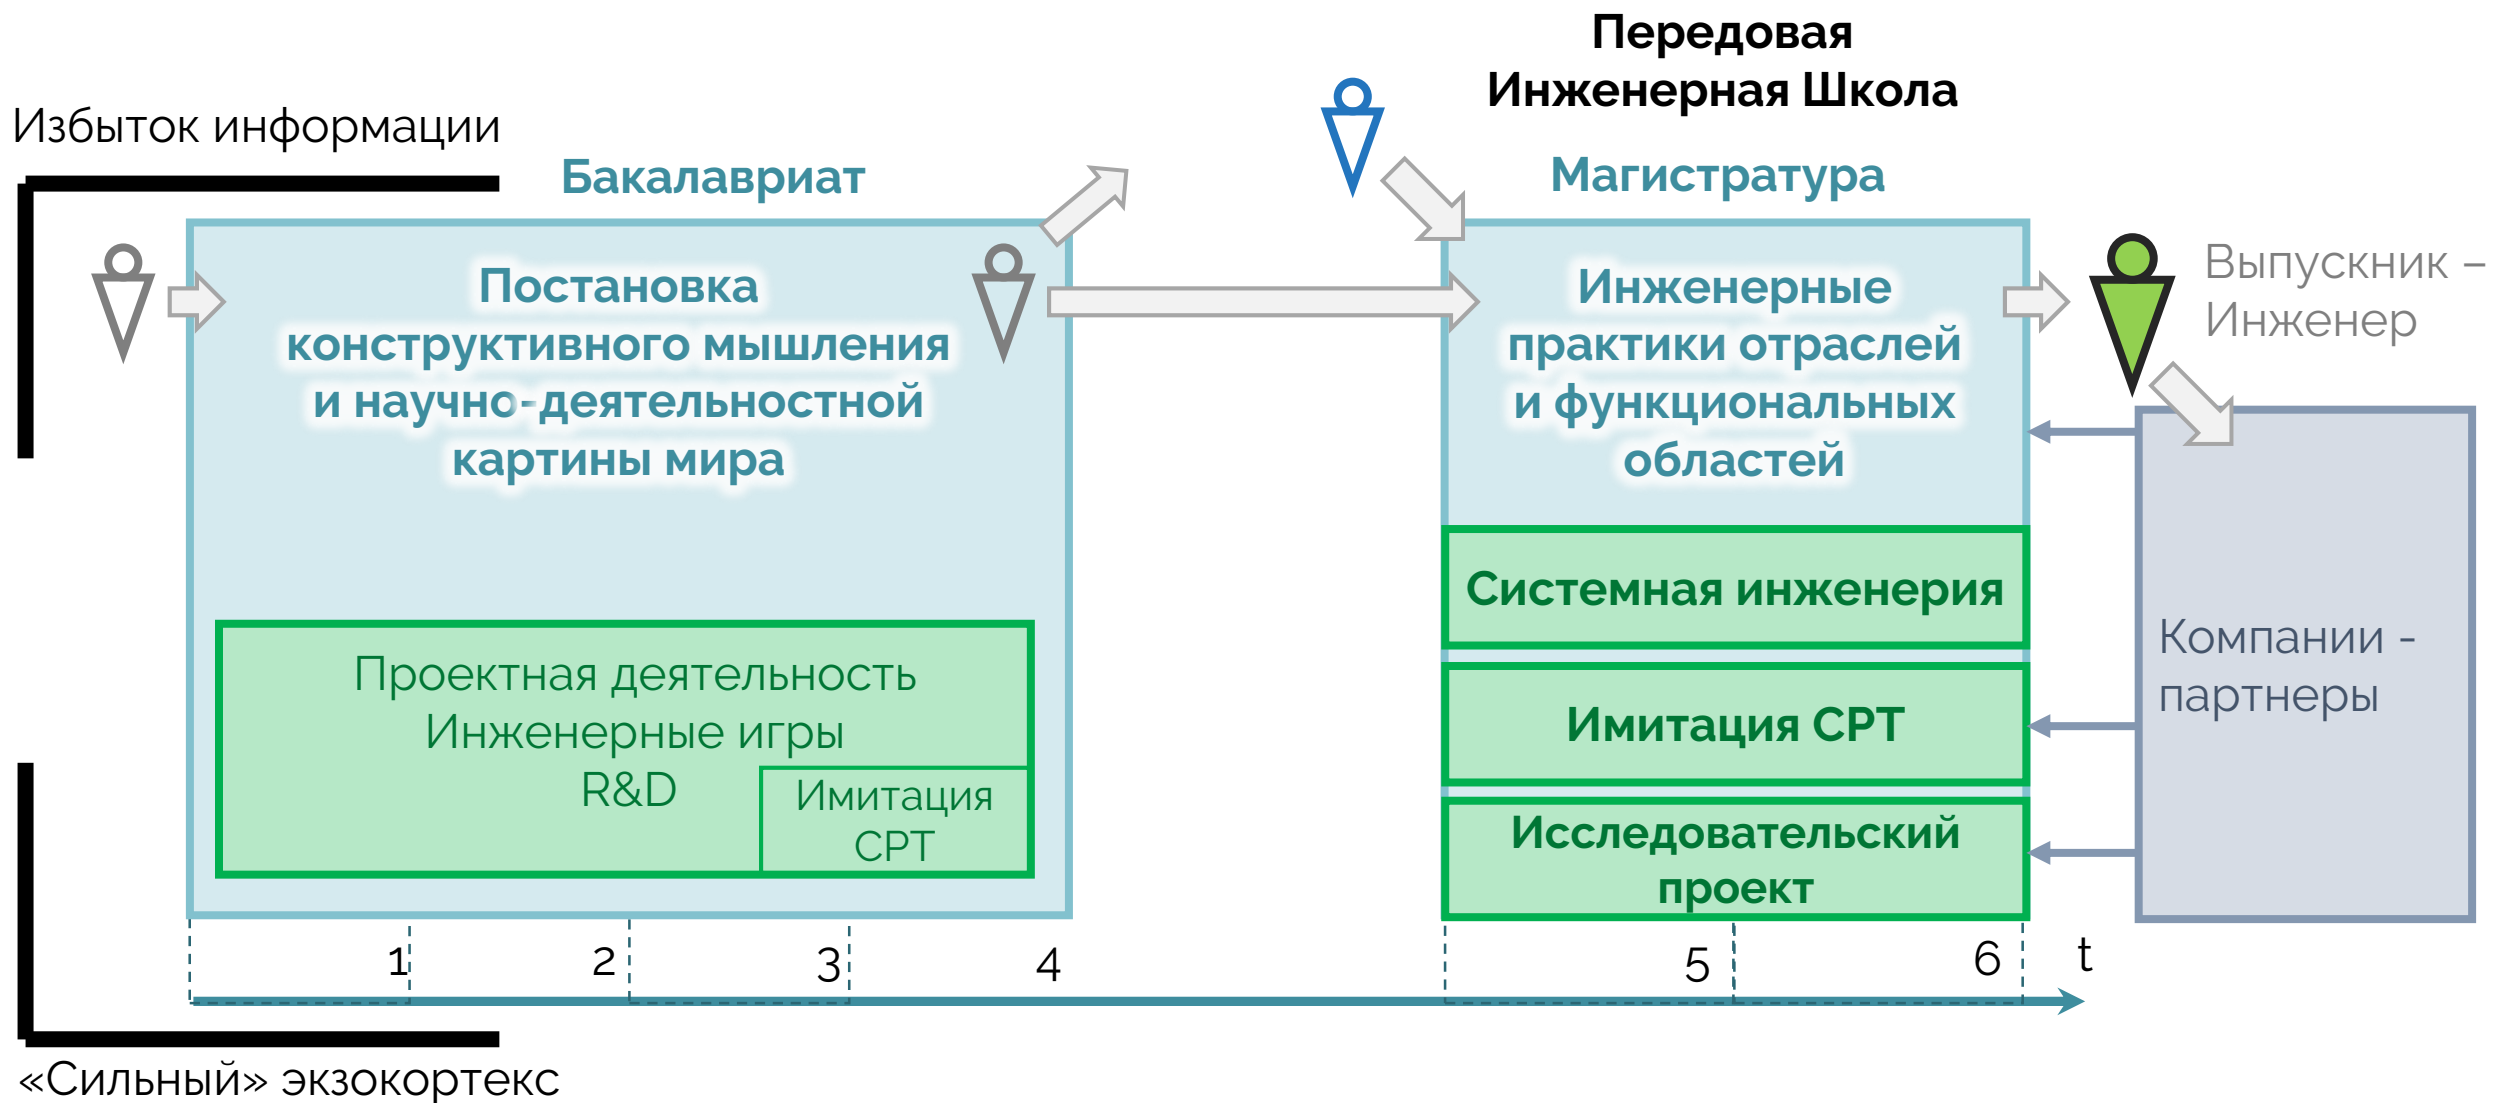 Передовая
Инженерная Школа
Избыток информации
Бакалавриат
Магистратура
Постановка
конструктивного мышления
и научно-деятельностной
картины мира
Инженерные
практики отраслей
и функциональных
областей
Выпускник –
Инженер
Системная инженерия
Проектная деятельность
Инженерные игры
R&D
Имитация
СРТ
Имитация СРТ
Исследовательский
проект
Компании -
партнеры
1
2
3
4
5
6
t
«Сильный» экзокортекс